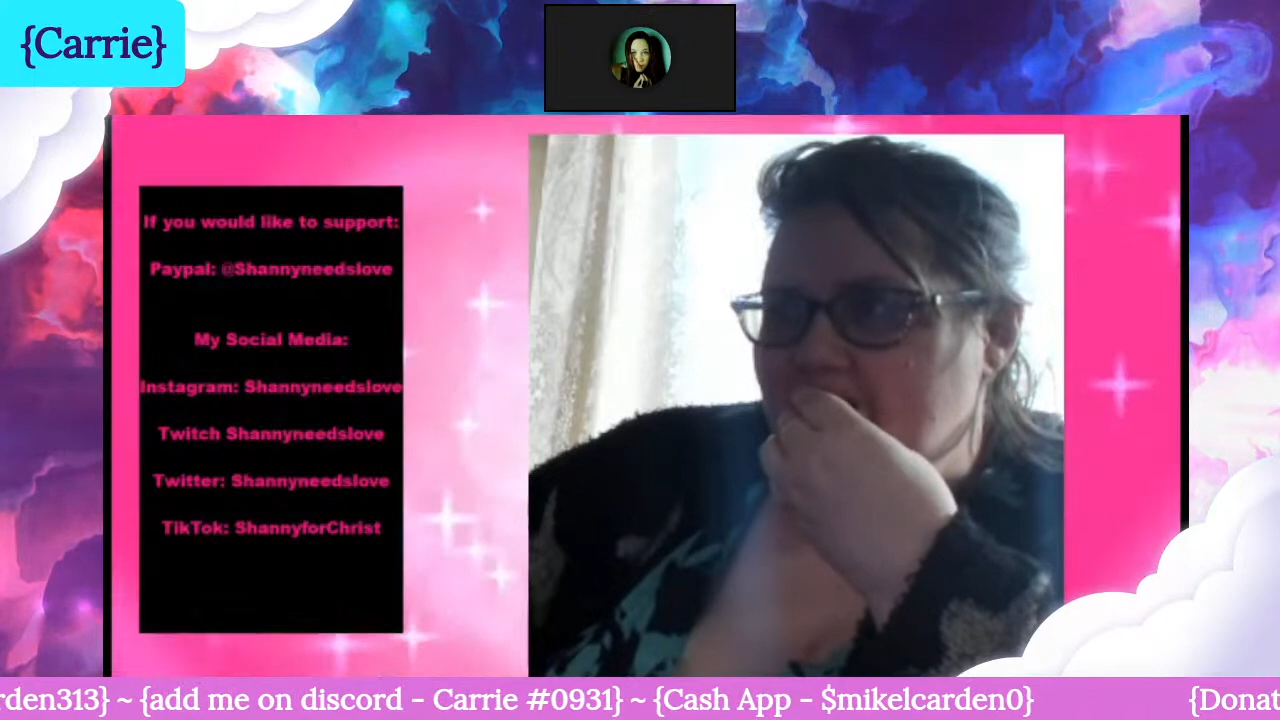 {Carrie}
If you would like to support:
Paypal: @Shannyneedslove
My Social Media:
Instagram: Shannyneedslove
Twitch Shannyneedslove
Twitter: Shannyneedslove
TikTok: ShannyforChrist
rden313} ~ {add me on discord - Carrie #0931} ~ {Cash App - $mikelcarden0} {Donat